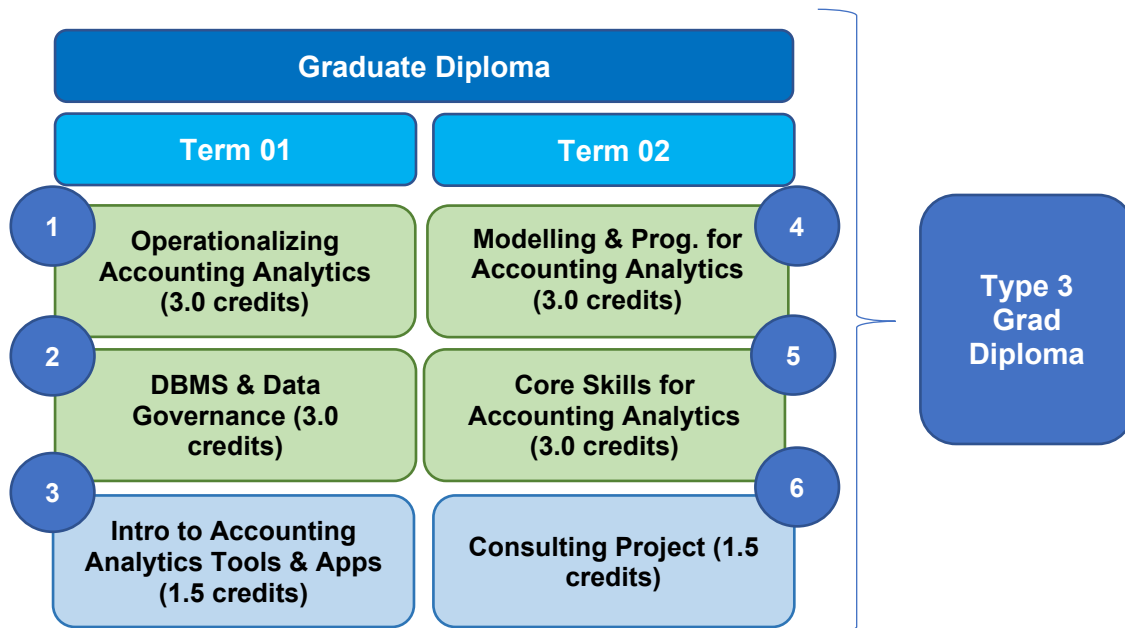 Graduate Diploma
Term 01
Term 02
1
Operationalizing
Accounting Analytics
(3.0 credits)
4
Modelling & Prog. for
Accounting Analytics
(3.0 credits)
2
DBMS & Data
Governance (3.0
credits)
5
Core Skills for
Accounting Analytics
(3.0 credits)
3
Intro to Accounting
Analytics Tools & Apps
(1.5 credits)
6
Consulting Project (1.5
credits)
Type 3
Grad
Diploma